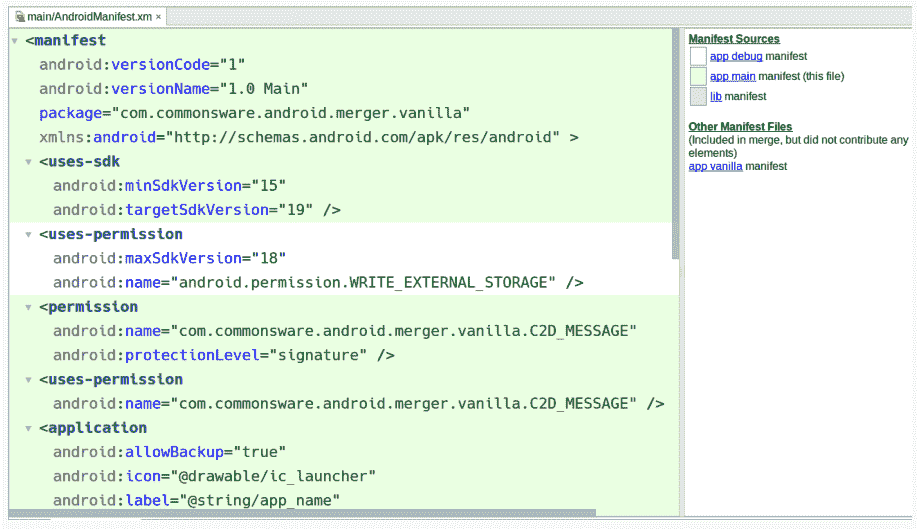 main/AndroidManifest.xm ×
<manifest
android:versionCode="1"
android:versionName="1.0 Main"
package="com.commonsware.android.merger.vanilla"
xmlns:android="http://schemas.android.com/apk/res/android" >
<uses-sdk
android:minSdkVersion="15"
android:targetSdkVersion="19" />
<uses-permission
android:maxSdkVersion="18"
android:name="android.permission.WRITE_EXTERNAL_STORAGE" />
<permission
android:name="com.commonsware.android.merger.vanilla.C2D_MESSAGE"
android:protectionLevel="signature" />
<uses-permission
android:name="com.commonsware.android.merger.vanilla.C2D_MESSAGE" />
<application
android:allowBackup="true"
android:icon="@drawable/ic_launcher"
android:label="@string/app_name"
Manifest Sources
app debug manifest
app main manifest (this file)
lib manifest
Other Manifest Files
(Included in merge, but did not contribute any
elements)
app vanilla manifest